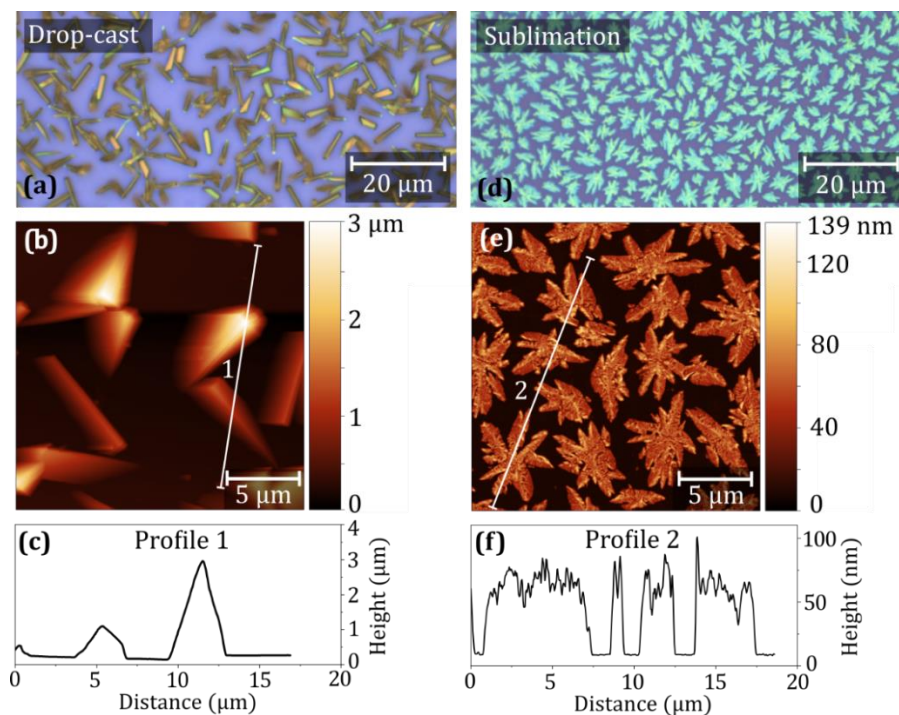 Drop-cast
(a)
20 μm
Sublimation
(d)
20 μm
(b)
1
5 μm
3 μm
2
1
0
(e)
2
5 μm
139 nm
120
80
40
0
(c)
Profile 1
4
3
2
1
0
Height (μm)
0
5
10
15
20
Distance (μm)
(f)
Profile 2
100
50
0
Height (nm)
0
5
10
15
20
Distance (μm)